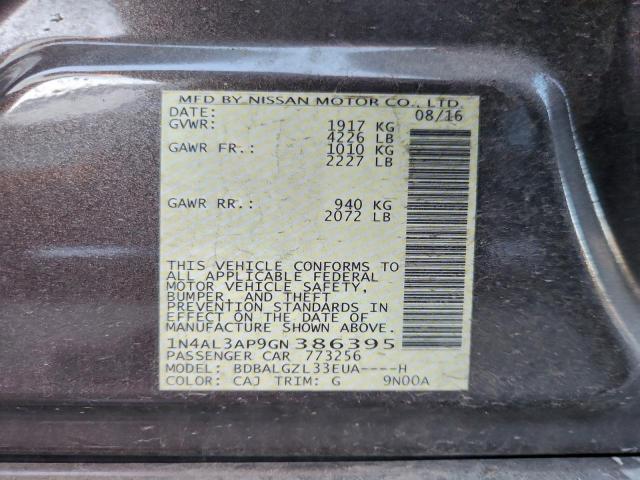 MFD BY NISSAN MOTOR CO., LTD.
DATE: 08/16
GVWR: 1917 KG
4226 LB
GAWR FR.: 1010 KG
2227 LB
GAWR RR.: 940 KG
2072 LB
THIS VEHICLE CONFORMS TO
ALL APPLICABLE FEDERAL
MOTOR VEHICLE SAFETY,
BUMPER, AND THEFT
PREVENTION STANDARDS IN
EFFECT ON THE DATE OF
MANUFACTURE SHOWN ABOVE.
1N4AL3AP9GN386395
PASSENGER CAR 773256
MODEL: BDBALGZL33EUA----H
COLOR: CAJ TRIM: G 9N00A